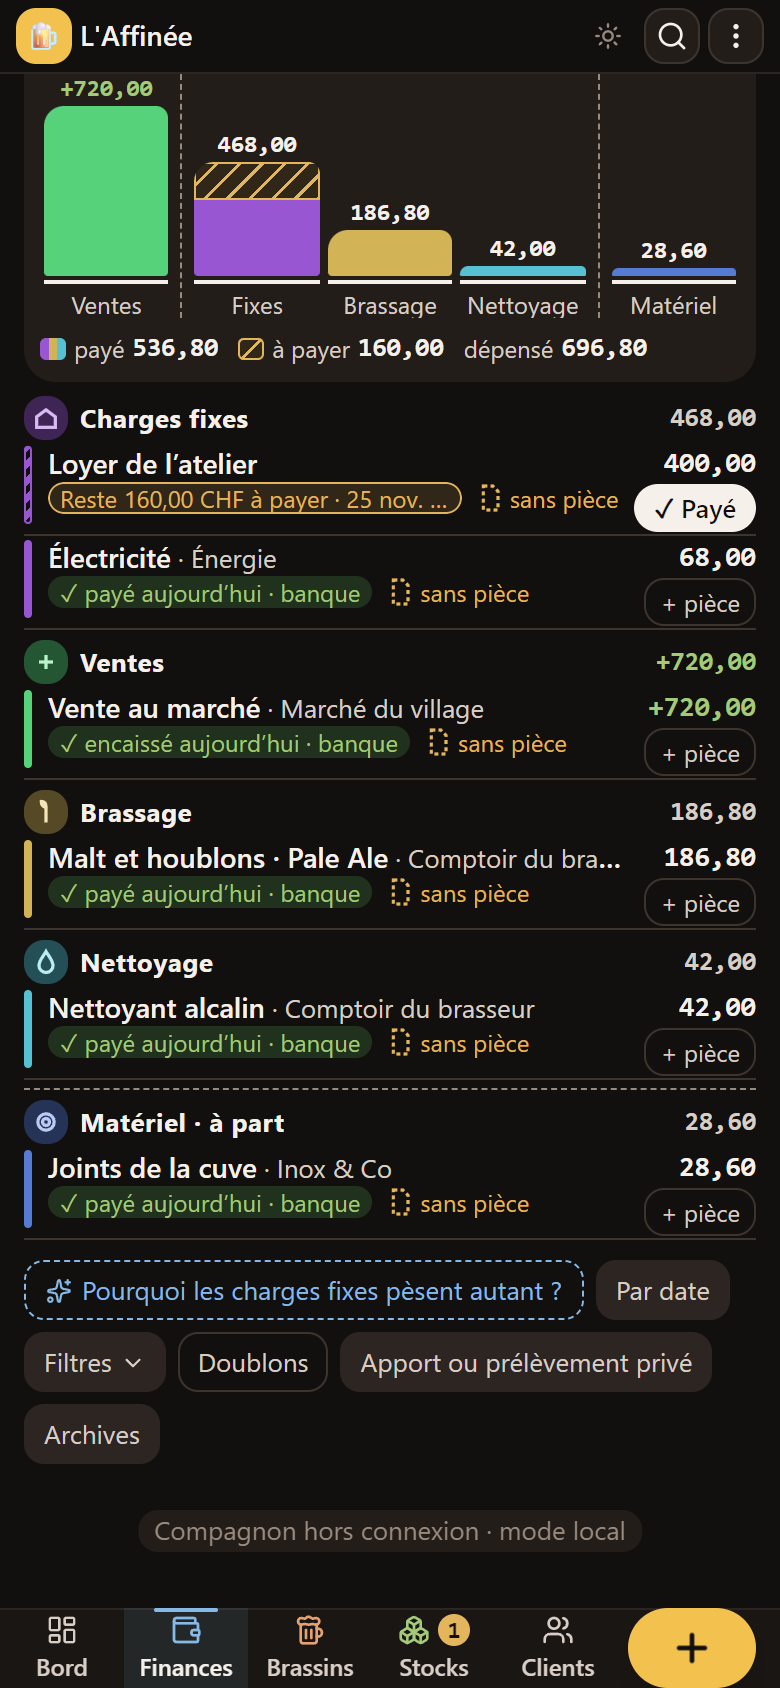 L'Affinée
+720,00
468,00
186,80
42,00
28,60
Ventes
Fixes
Brassage
Nettoyage
Matériel
payé 536,80 à payer 160,00 dépensé 696,80
Charges fixes 468,00
Loyer de l’atelier 400,00
Reste 160,00 CHF à payer · 25 nov. ... sans pièce ✓ Payé
Électricité · Énergie 68,00
✓ payé aujourd’hui · banque sans pièce + pièce
Ventes +720,00
Vente au marché · Marché du village +720,00
✓ encaissé aujourd’hui · banque sans pièce + pièce
Brassage 186,80
Malt et houblons · Pale Ale · Comptoir du bra... 186,80
✓ payé aujourd’hui · banque sans pièce + pièce
Nettoyage 42,00
Nettoyant alcalin · Comptoir du brasseur 42,00
✓ payé aujourd’hui · banque sans pièce + pièce
Matériel · à part 28,60
Joints de la cuve · Inox & Co 28,60
✓ payé aujourd’hui · banque sans pièce + pièce
Pourquoi les charges fixes pèsent autant ? Par date
Filtres Doublons Apport ou prélèvement privé
Archives
Compagnon hors connexion · mode local
Bord Finances Brassins Stocks 1 Clients +